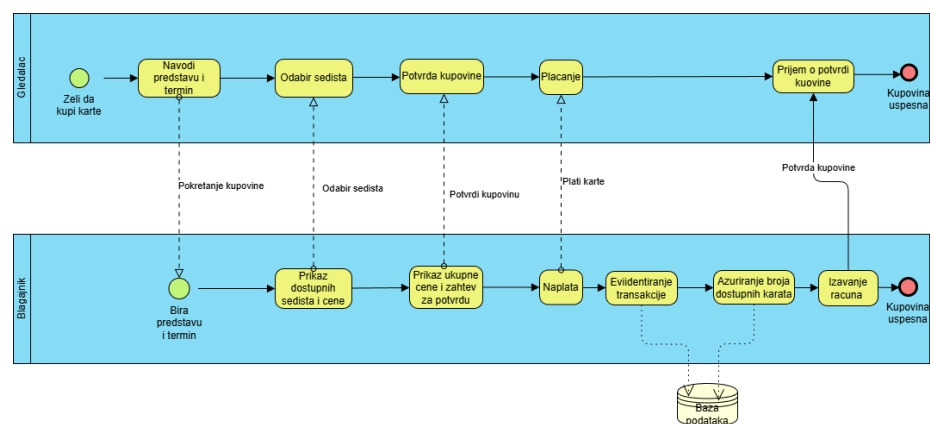 Gledalac
Zeli da
kupi karte
Navodi
predstavu i
termin
Odabir sedista
Potvrda kupovine
Placanje
Prijem o potvrdi
kuovine
Kupovina
uspesna
Pokretanje kupovine
Odabir sedista
Potvrdi kupovinu
Plati karte
Potvrda kupovine
Blagajnik
Bira
predstavu
i termin
Prikaz
dostupnih
sedista i cene
Prikaz ukupne
cene i zahtev
za potvrdu
Naplata
Eviidentiranje
transakcije
Azuriranje broja
dostupnih karata
Izavanje
racuna
Kupovina
uspesna
Baza
podataka